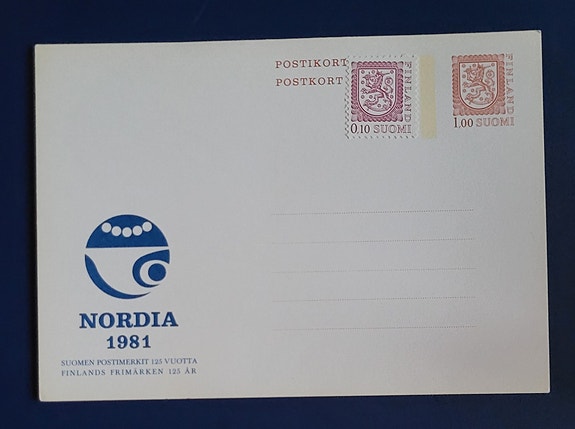 POSTIKORT
POSTKORT
0,10 SUOMI
FINLAND
1,00 SUOMI
FINLAND
NORDIA
1981
SUOMEN POSTIMERKIT 125 VUOTTA
FINLANDS FRIMÄRKEN 125 ÅR